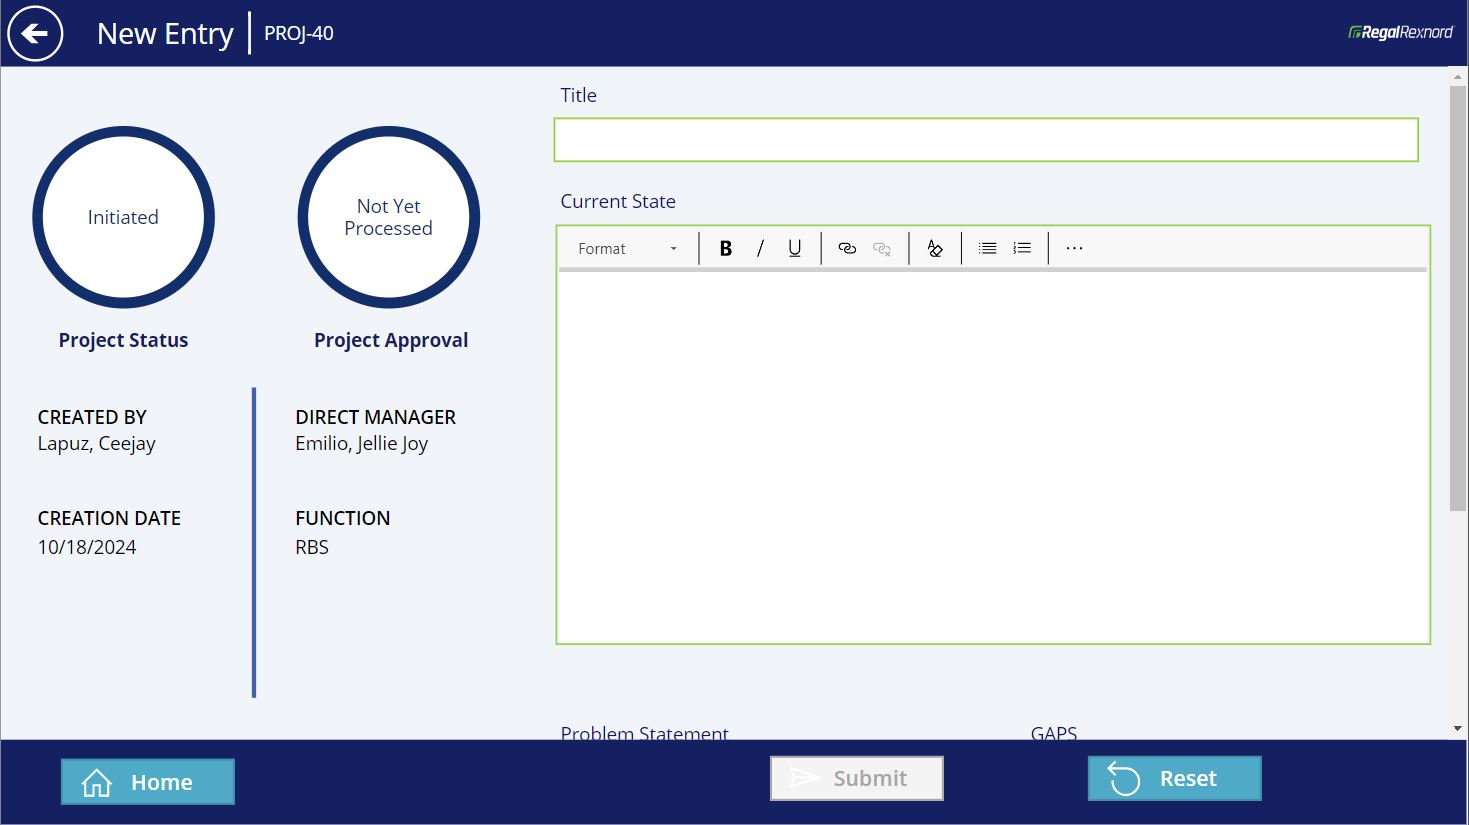 New Entry
PROJ-40
RegalRexnord
Initiated
Not Yet
Processed
Project Status
Project Approval
CREATED BY
Lapuz, Ceejay
DIRECT MANAGER
Emilio, Jellie Joy
CREATION DATE
10/18/2024
FUNCTION
RBS
Title
Current State
Format
B
/
U
...
Problem Statement
GAPS
Home
Submit
Reset